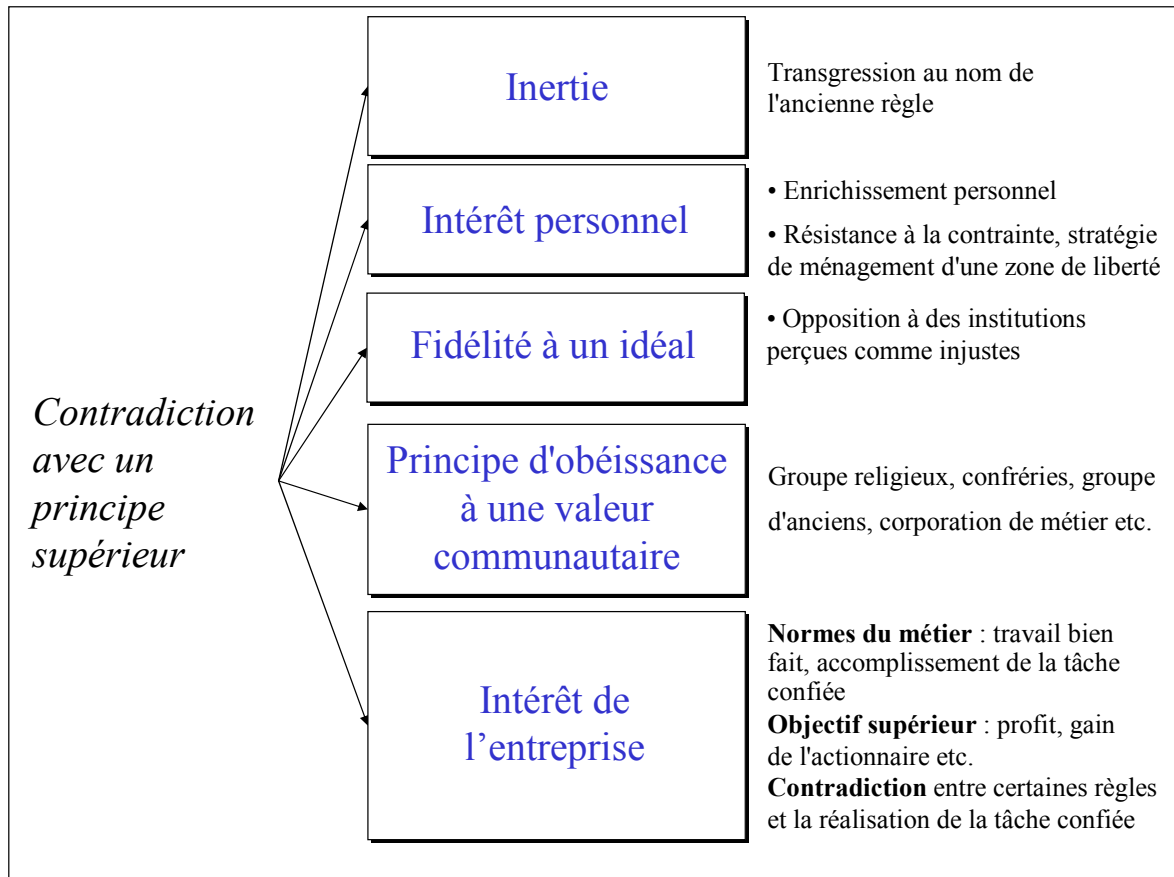 Contradiction
avec un
principe
supérieur
Inertie
Transgression au nom de
l'ancienne règle
Intérêt personnel
• Enrichissement personnel
• Résistance à la contrainte, stratégie
de ménagement d'une zone de liberté
Fidélité à un idéal
• Opposition à des institutions
perçues comme injustes
Principe d'obéissance
à une valeur
communautaire
Groupe religieux, confréries, groupe
d'anciens, corporation de métier etc.
Intérêt de
l’entreprise
Normes du métier : travail bien
fait, accomplissement de la tâche
confiée
Objectif supérieur : profit, gain
de l'actionnaire etc.
Contradiction entre certaines règles
et la réalisation de la tâche confiée